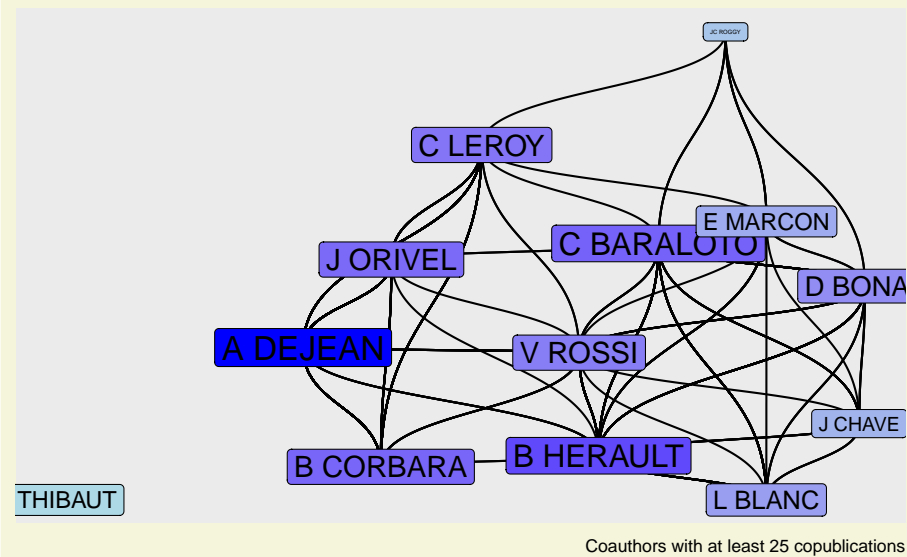 JC ROGGY
C LEROY
E MARCON
C BARALOTO
J ORIVEL
D BONA
A DEJEAN
V ROSSI
J CHAVE
B HERAULT
B CORBARA
L BLANC
THIBAUT
Coauthors with at least 25 copublications